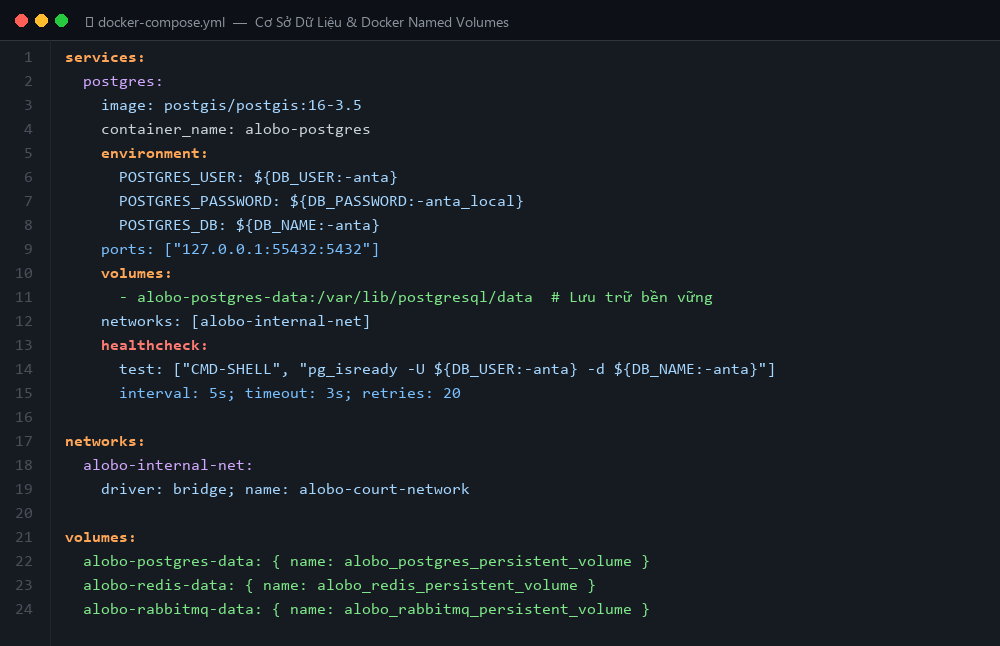 docker-compose.yml — Cơ Sở Dữ Liệu & Docker Named Volumes
1 services:
2 postgres:
3 image: postgis/postgis:16-3.5
4 container_name: alobo-postgres
5 environment:
6 POSTGRES_USER: ${DB_USER:-anta}
7 POSTGRES_PASSWORD: ${DB_PASSWORD:-anta_local}
8 POSTGRES_DB: ${DB_NAME:-anta}
9 ports: ["127.0.0.1:55432:5432"]
10 volumes:
11 - alobo-postgres-data:/var/lib/postgresql/data  # Lưu trữ bền vững
12 networks: [alobo-internal-net]
13 healthcheck:
14 test: ["CMD-SHELL", "pg_isready -U ${DB_USER:-anta} -d ${DB_NAME:-anta}"]
15 interval: 5s; timeout: 3s; retries: 20
16
17 networks:
18 alobo-internal-net:
19 driver: bridge; name: alobo-court-network
20
21 volumes:
22 alobo-postgres-data: { name: alobo_postgres_persistent_volume }
23 alobo-redis-data: { name: alobo_redis_persistent_volume }
24 alobo-rabbitmq-data: { name: alobo_rabbitmq_persistent_volume }